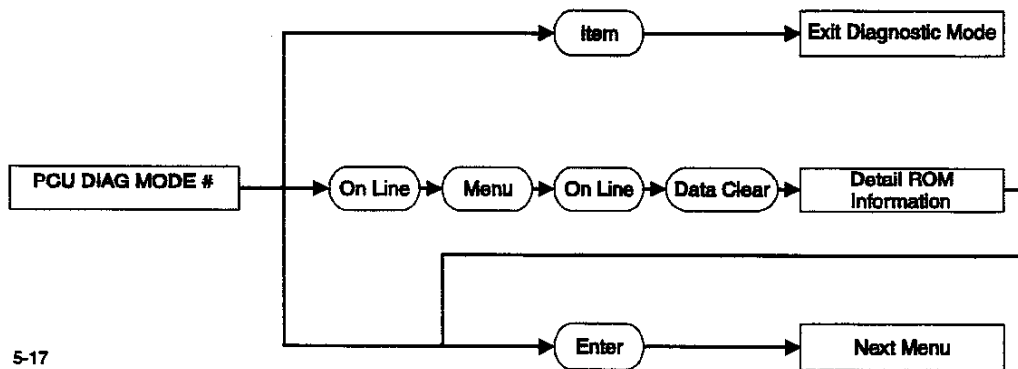 Item
Exit Diagnostic Mode
PCU DIAG MODE #
On Line
Menu
On Line
Data Clear
Detail ROM
Information
5-17
Enter
Next Menu